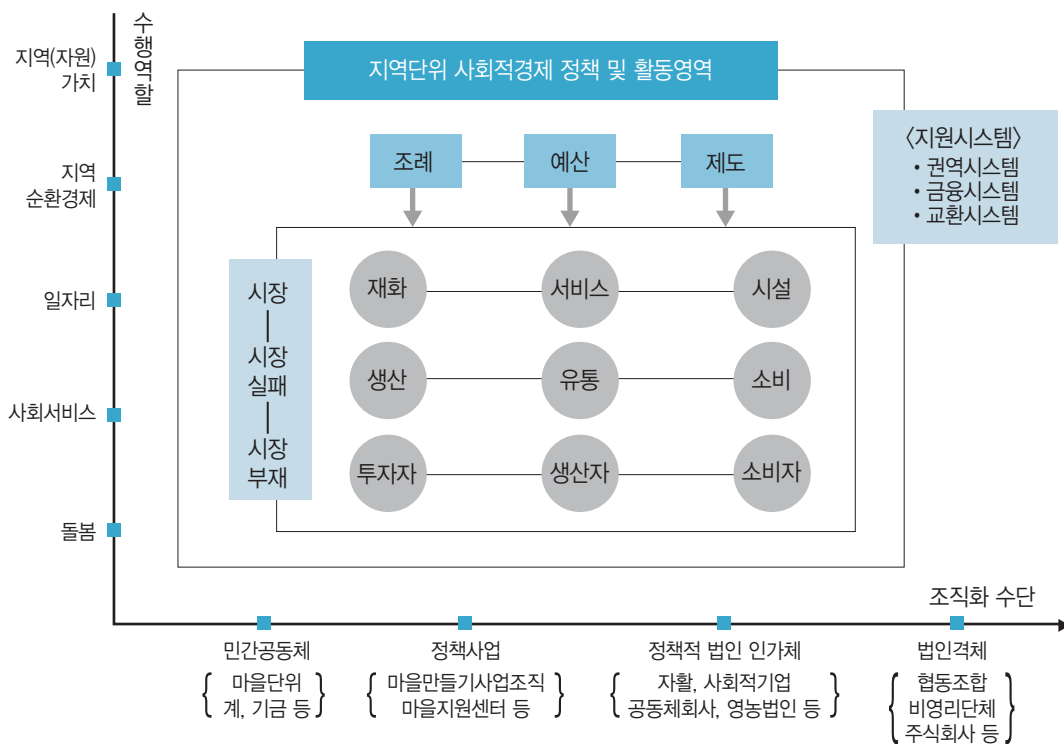 수행역할
지역(자원)
가치
지역
순환경제
일자리
사회서비스
돌봄
지역단위 사회적경제 정책 및 활동영역
조례
예산
제도
〈지원시스템〉
• 권역시스템
• 금융시스템
• 교환시스템
시장
시장
실패
시장
부재
재화
서비스
시설
생산
유통
소비
투자자
생산자
소비자
조직화 수단
민간공동체
마을단위
계, 기금 등
정책사업
마을만들기사업조직
마을지원센터 등
정책적 법인 인가체
자활, 사회적기업
공동체회사, 영농법인 등
법인격체
협동조합
비영리단체
주식회사 등